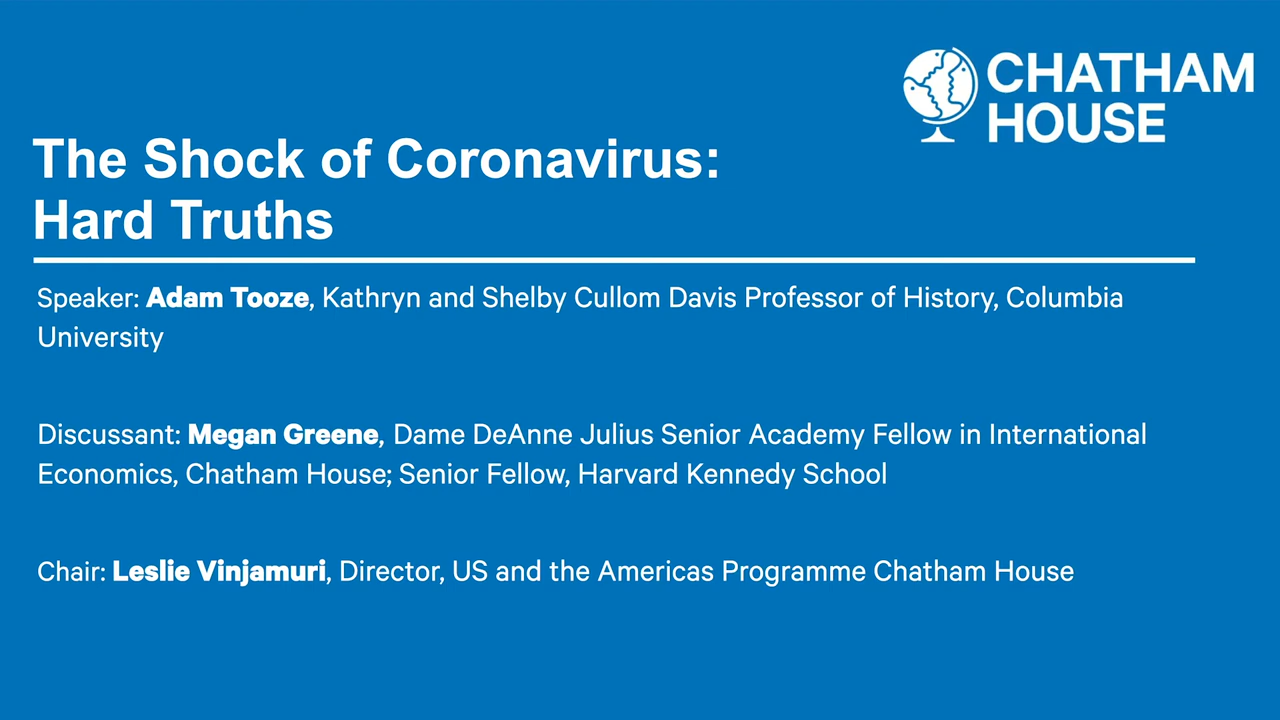 CHATHAM
HOUSE
The Shock of Coronavirus:
Hard Truths
Speaker: Adam Tooze, Kathryn and Shelby Cullom Davis Professor of History, Columbia
University
Discussant: Megan Greene, Dame DeAnne Julius Senior Academy Fellow in International
Economics, Chatham House; Senior Fellow, Harvard Kennedy School
Chair: Leslie Vinjamuri, Director, US and the Americas Programme Chatham House